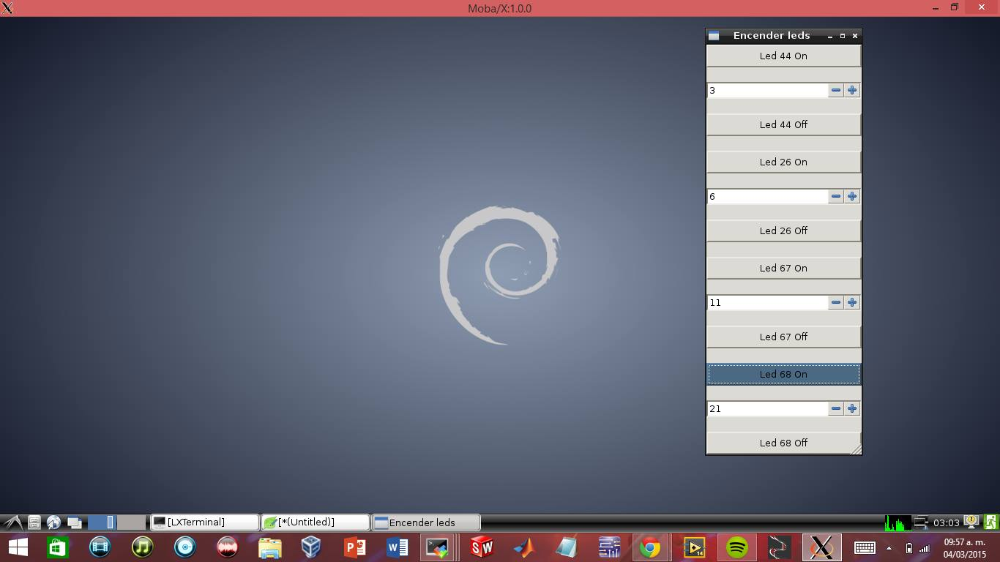 Moba/X:1.0.0
Encender leds
Led 44 On
3
Led 44 Off
Led 26 On
6
Led 26 Off
Led 67 On
11
Led 67 Off
Led 68 On
21
Led 68 Off
[LXTerminal]
[*(Untitled)]
Encender leds
03:03
09:57 a. m.
04/03/2015